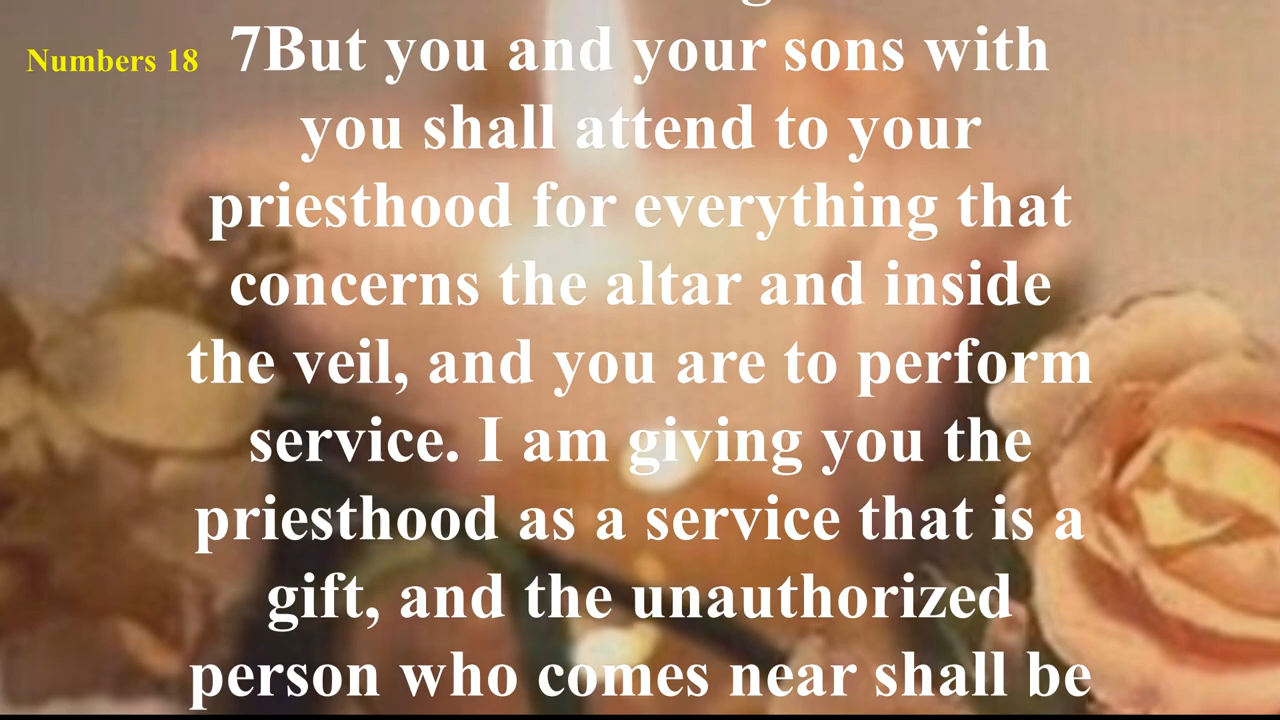 Numbers 18
7But you and your sons with
you shall attend to your
priesthood for everything that
concerns the altar and inside
the veil, and you are to perform
service. I am giving you the
priesthood as a service that is a
gift, and the unauthorized
person who comes near shall be